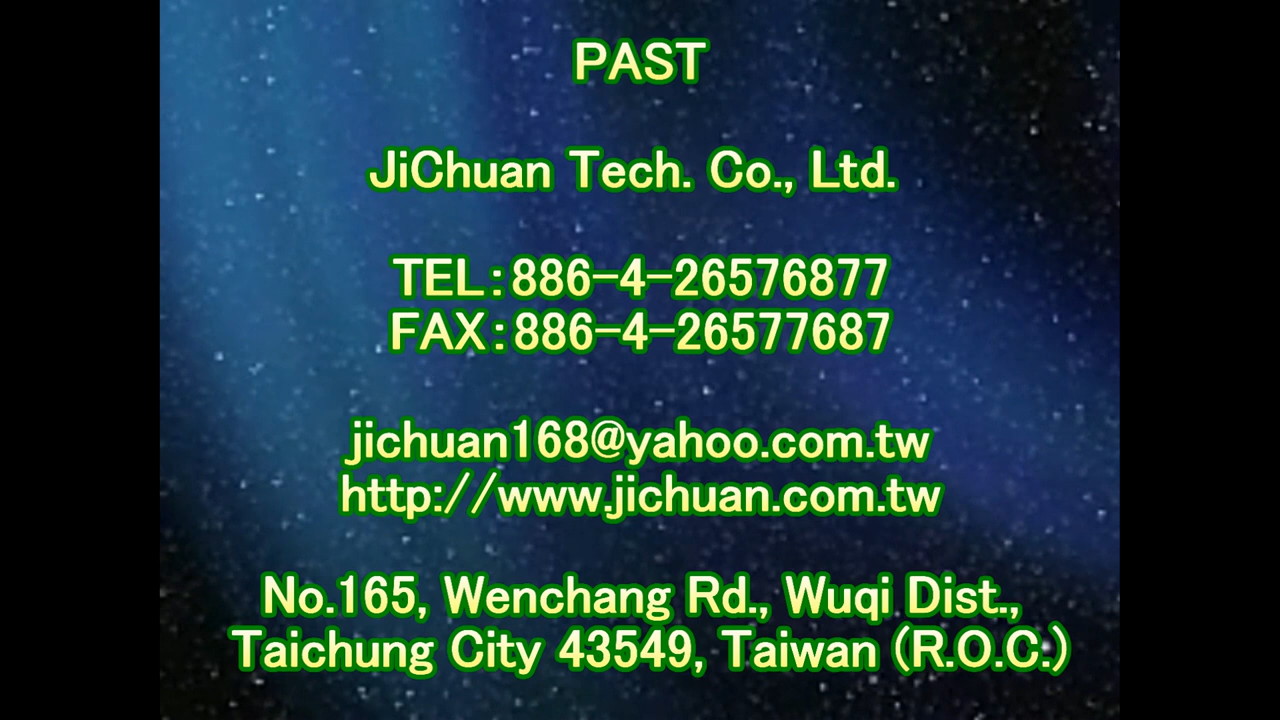 PAST
JiChuan Tech. Co., Ltd.
TEL:886-4-26576877
FAX:886-4-26577687
jichuan168@yahoo.com.tw
http://www.jichuan.com.tw
No.165, Wenchang Rd., Wuqi Dist.,
Taichung City 43549, Taiwan (R.O.C.)